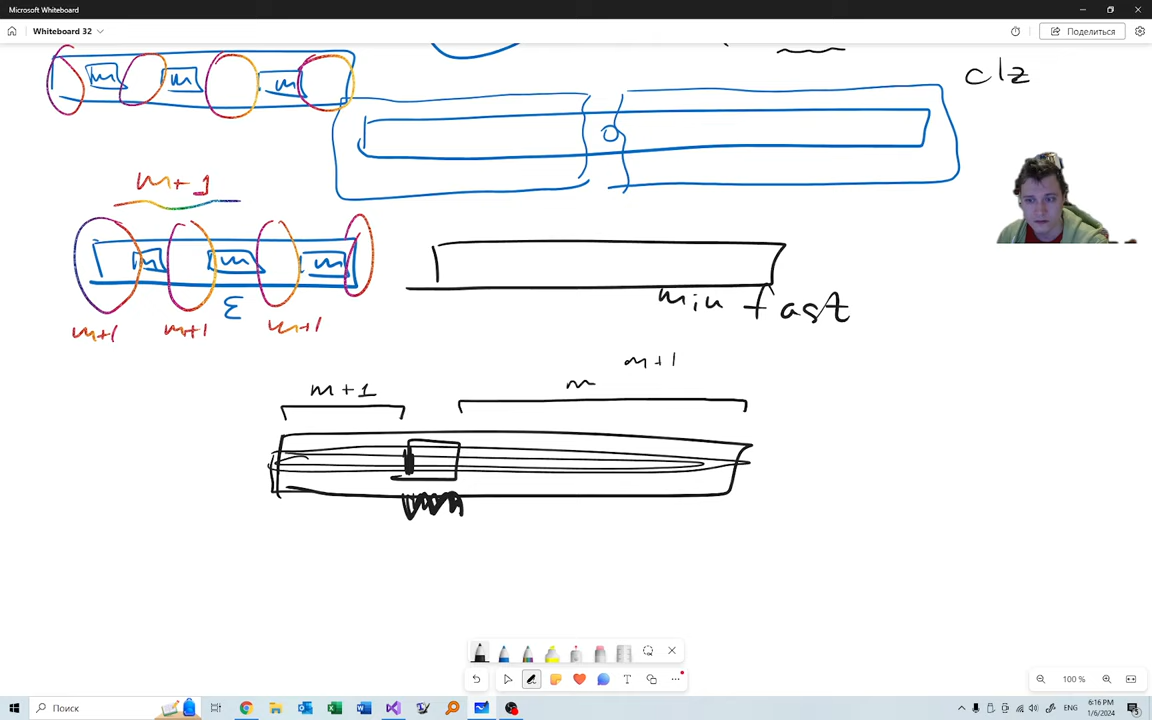 Microsoft Whiteboard
Whiteboard 32
Поделиться
m m m
clz
m+1
m m m
Σ
m+1 m+1 m+1
min fast
m+1
m+1 m
100 %
Поиск
ENG
6:16 PM
1/6/2024
5